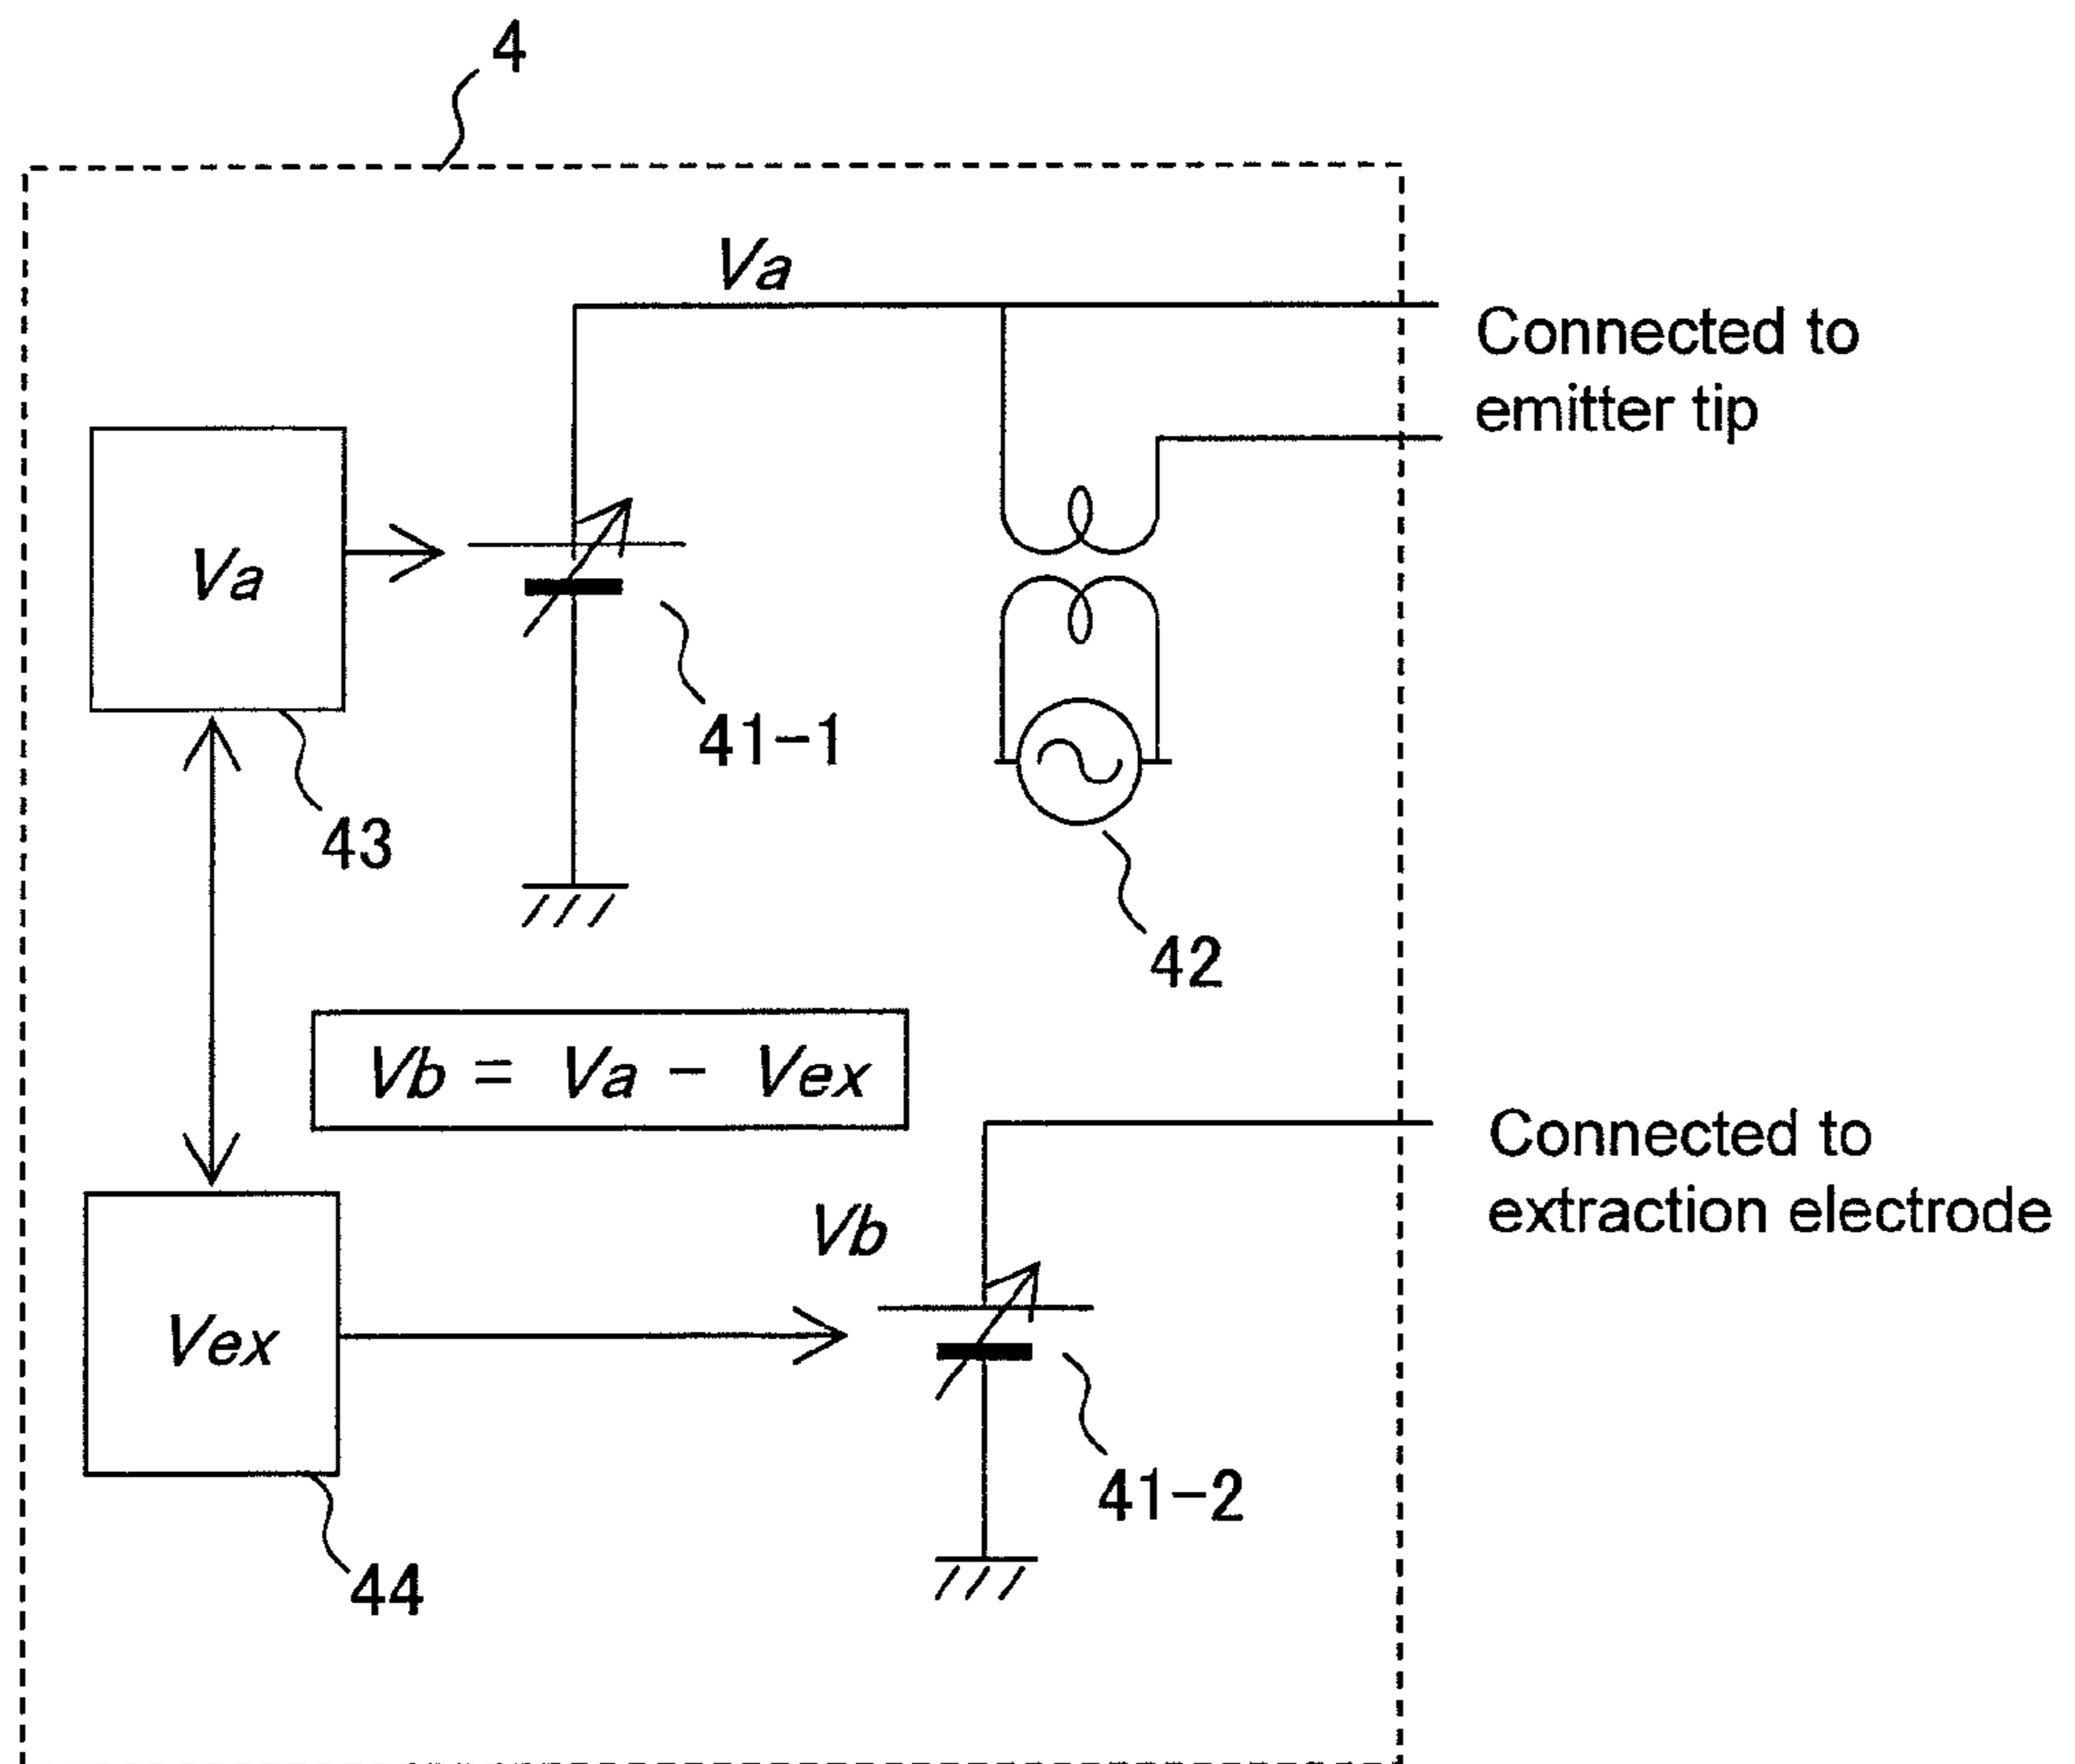 4
Va
Connected to
emitter tip
Va
41-1
43
42
Vb = Va - Vex
Connected to
extraction electrode
Vb
Vex
41-2
44